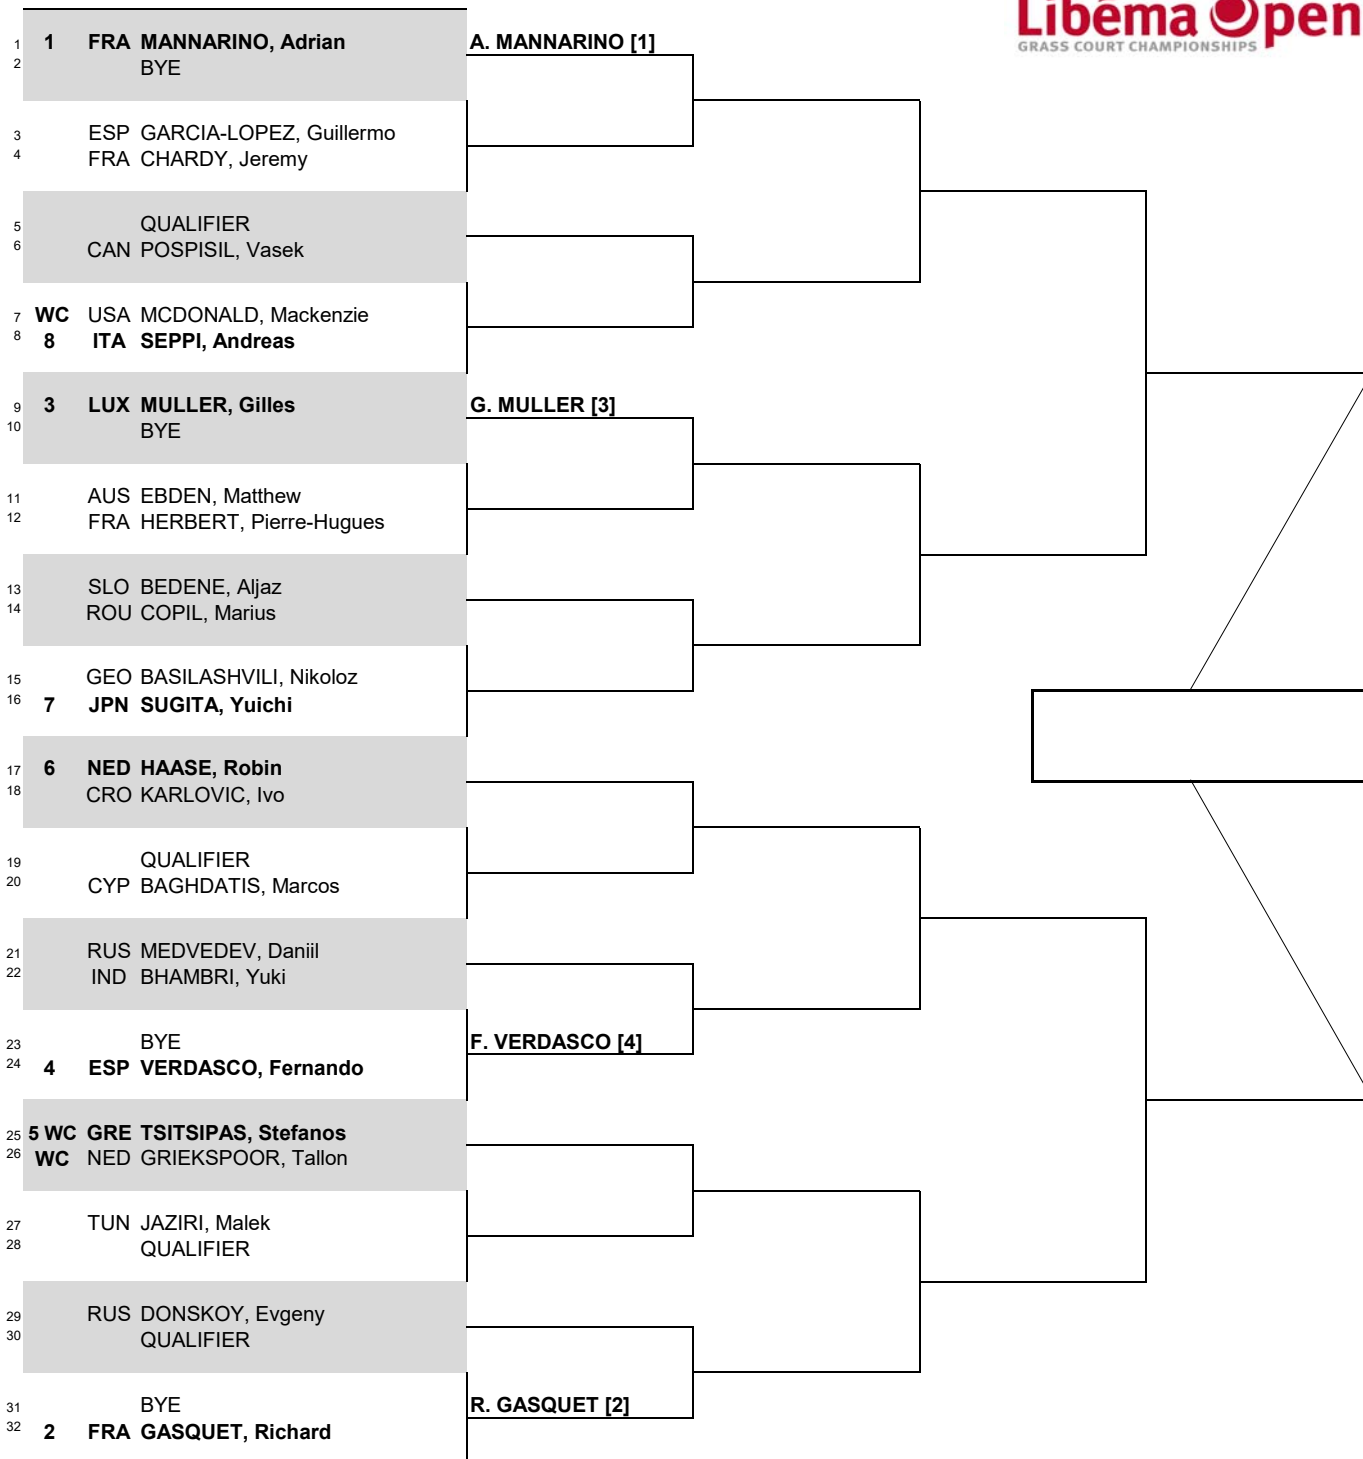 Libéma Open
GRASS COURT CHAMPIONSHIPS
1 1 FRA MANNARINO, Adrian A. MANNARINO [1]
2 BYE
3 ESP GARCIA-LOPEZ, Guillermo
4 FRA CHARDY, Jeremy
5 QUALIFIER
6 CAN POSPISIL, Vasek
7 WC USA MCDONALD, Mackenzie
8 8 ITA SEPPI, Andreas
9 3 LUX MULLER, Gilles G. MULLER [3]
10 BYE
11 AUS EBDEN, Matthew
12 FRA HERBERT, Pierre-Hugues
13 SLO BEDENE, Aljaz
14 ROU COPIL, Marius
15 GEO BASILASHVILI, Nikoloz
16 7 JPN SUGITA, Yuichi
17 6 NED HAASE, Robin
18 CRO KARLOVIC, Ivo
19 QUALIFIER
20 CYP BAGHDATIS, Marcos
21 RUS MEDVEDEV, Daniil
22 IND BHAMBRI, Yuki
23 BYE F. VERDASCO [4]
24 4 ESP VERDASCO, Fernando
25 5 WC GRE TSITSIPAS, Stefanos
26 WC NED GRIEKSPOOR, Tallon
27 TUN JAZIRI, Malek
28 QUALIFIER
29 RUS DONSKOY, Evgeny
30 QUALIFIER
31 BYE R. GASQUET [2]
32 2 FRA GASQUET, Richard